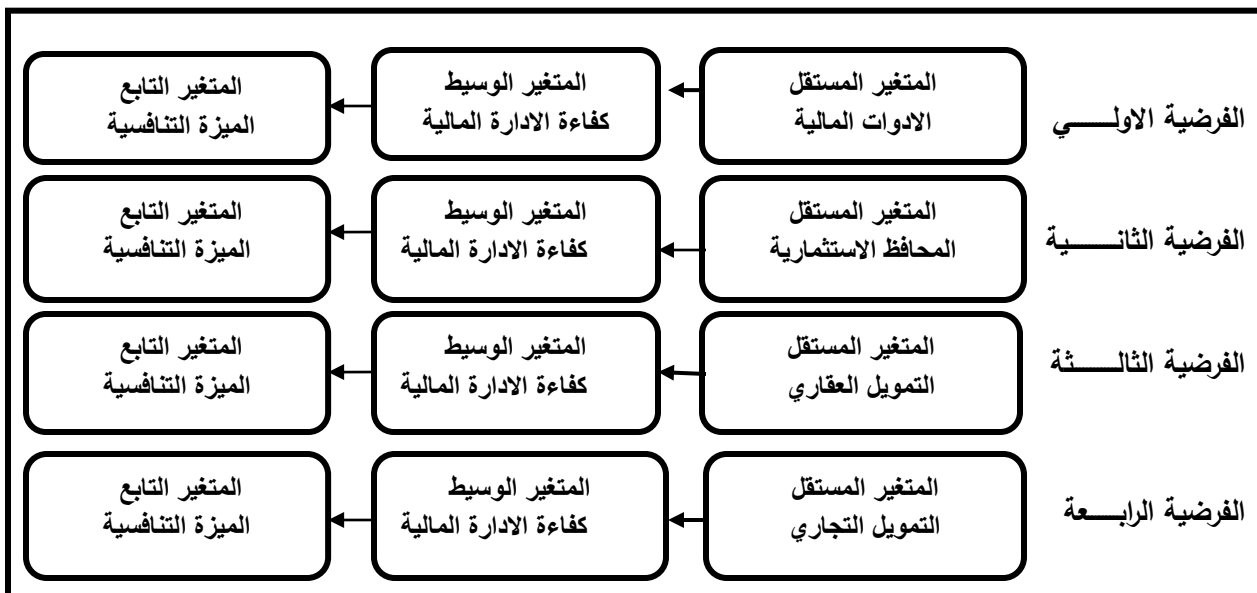 الفرضية الاولـــــي
المتغير المستقل
الادوات المالية
المتغير الوسيط
كفاءة الادارة المالية
المتغير التابع
الميزة التنافسية
الفرضية الثانـــــية
المتغير المستقل
المحافظ الاستثمارية
المتغير الوسيط
كفاءة الادارة المالية
المتغير التابع
الميزة التنافسية
الفرضية الثالـــــثة
المتغير المستقل
التمويل العقاري
المتغير الوسيط
كفاءة الادارة المالية
المتغير التابع
الميزة التنافسية
الفرضية الرابـــــعة
المتغير المستقل
التمويل التجاري
المتغير الوسيط
كفاءة الادارة المالية
المتغير التابع
الميزة التنافسية